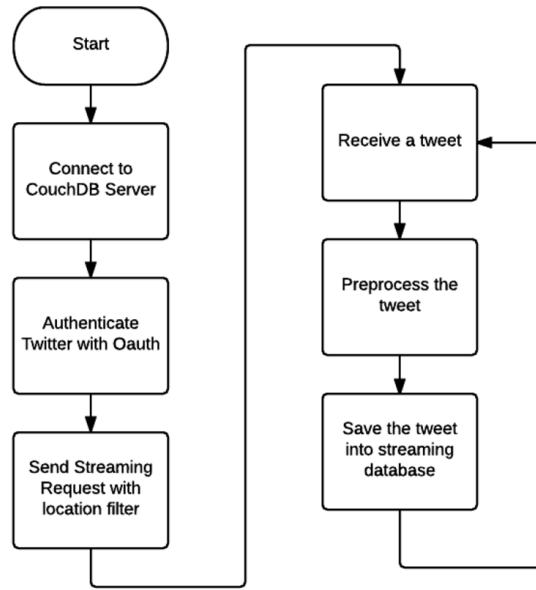 Start
Connect to
CouchDB Server
Authenticate
Twitter with Oauth
Send Streaming
Request with
location filter
Receive a tweet
Preprocess the
tweet
Save the tweet
into streaming
database